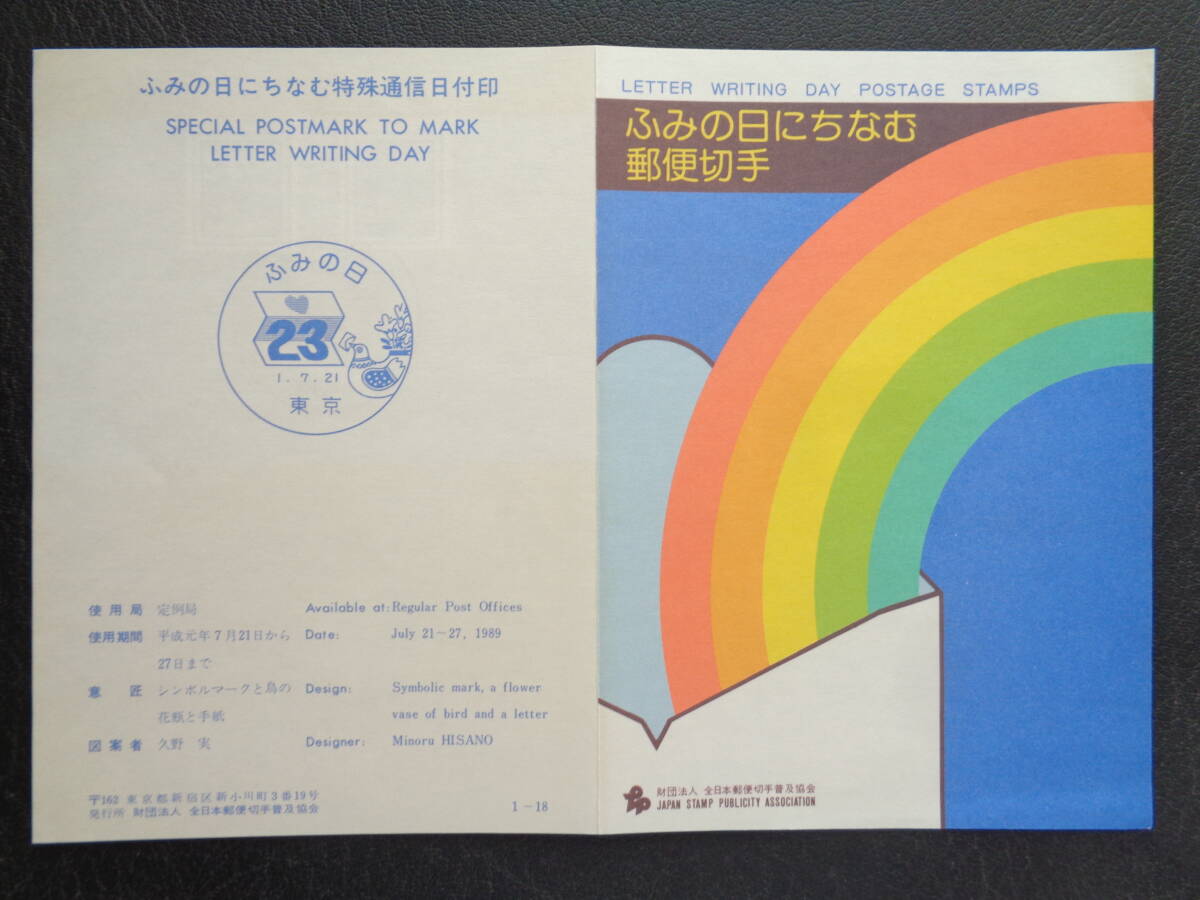 ふみの日にちなむ特殊通信日付印
SPECIAL POSTMARK TO MARK
LETTER WRITING DAY
ふみの日
23
1.7.21
東京
使用局 定例局 Available at: Regular Post Offices
使用期間 平成元年7月21日から Date: July 21~27, 1989
27日まで
意匠 シンボルマークと鳥の Design: Symbolic mark, a flower
花瓶と手紙 vase of bird and a letter
図案者 久野 実 Designer: Minoru HISANO
〒162 東京都新宿区新小川町3番19号
発行所 財団法人 全日本郵便切手普及協会 1-18
LETTER WRITING DAY POSTAGE STAMPS
ふみの日にちなむ
郵便切手
財団法人 全日本郵便切手普及協会
JAPAN STAMP PUBLICITY ASSOCIATION